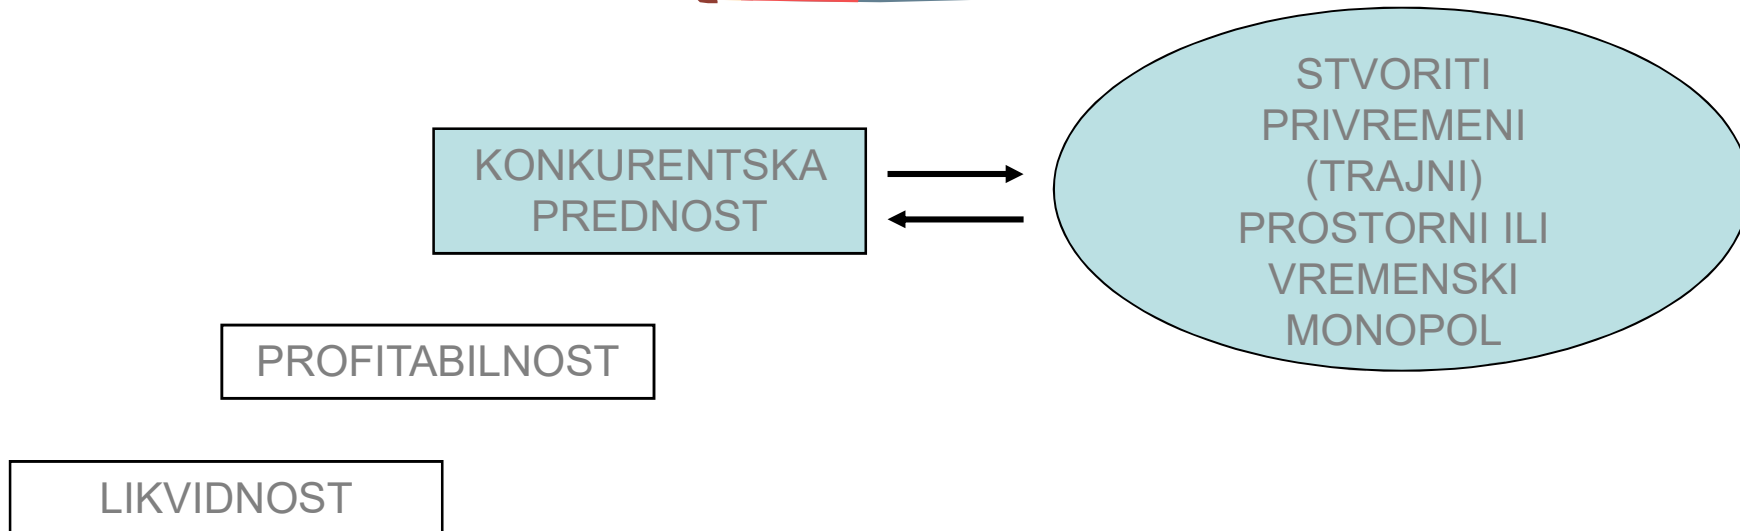 STVORITI
PRIVREMENI
(TRAJNI)
PROSTORNI ILI
VREMENSKI
MONOPOL
KONKURENTSKA
PREDNOST
PROFITABILNOST
LIKVIDNOST